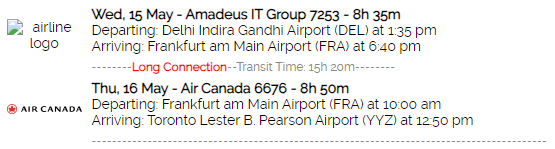 airline logo
Wed, 15 May - Amadeus IT Group 7253 - 8h 35m
Departing: Delhi Indira Gandhi Airport (DEL) at 1:35 pm
Arriving: Frankfurt am Main Airport (FRA) at 6:40 pm
--------Long Connection--Transit Time: 15h 20m--------
AIR CANADA
Thu, 16 May - Air Canada 6676 - 8h 50m
Departing: Frankfurt am Main Airport (FRA) at 10:00 am
Arriving: Toronto Lester B. Pearson Airport (YYZ) at 12:50 pm